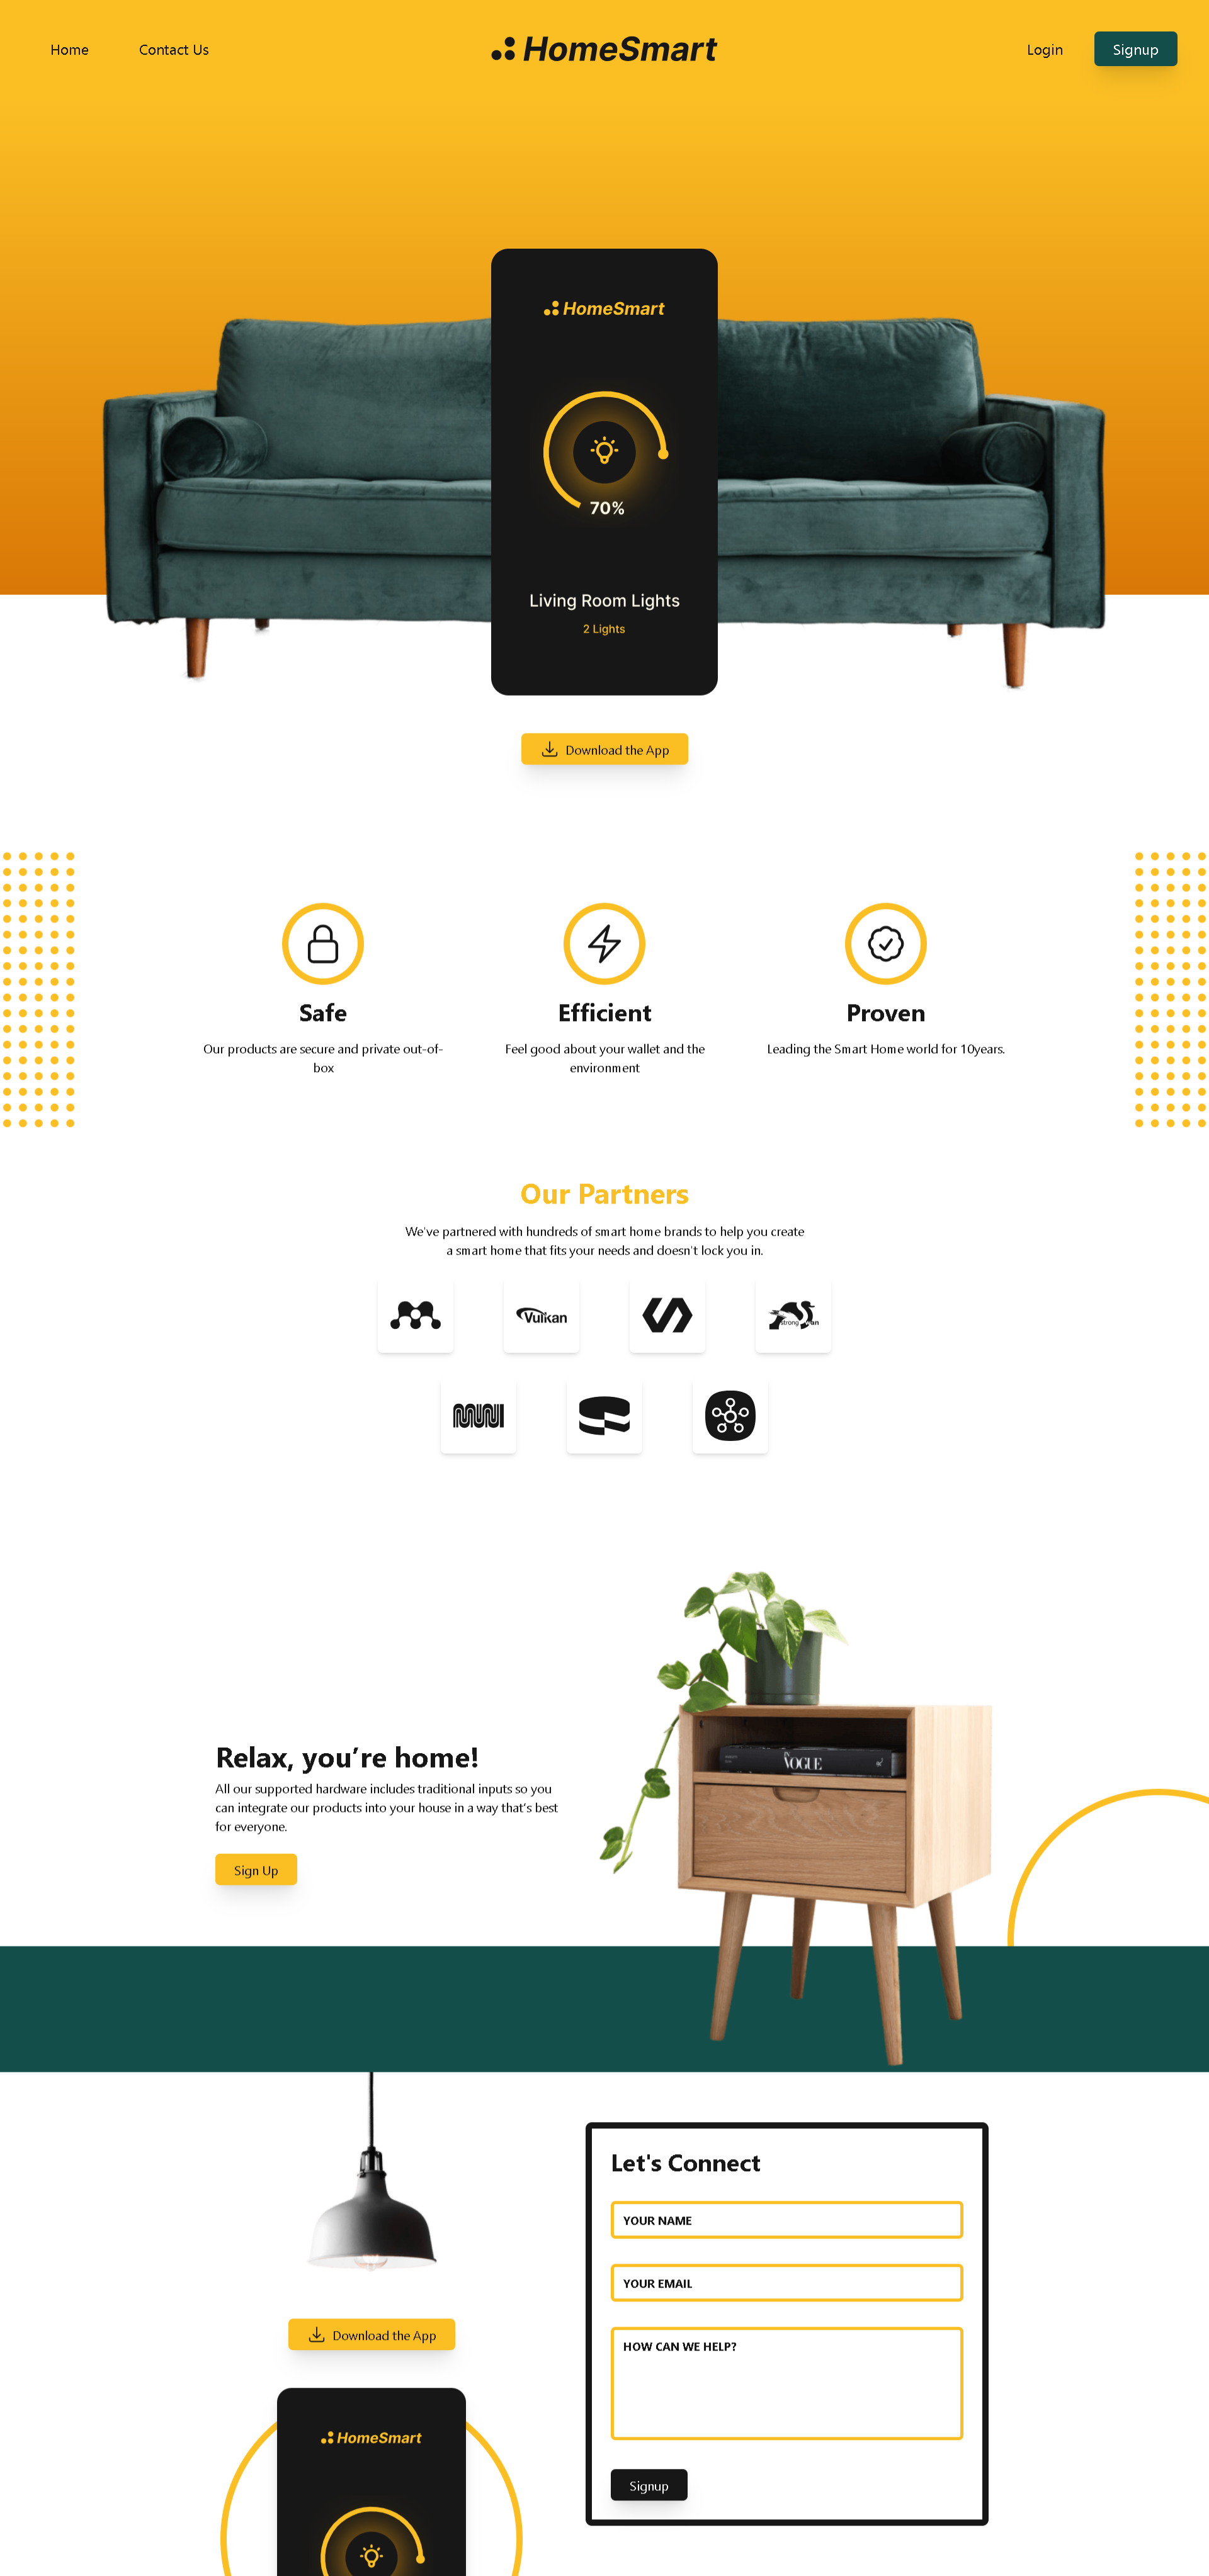 Home
Contact Us
HomeSmart
Login
Signup
HomeSmart
70%
Living Room Lights
2 Lights
Download the App
Safe
Our products are secure and private out-of-
box
Efficient
Feel good about your wallet and the
environment
Proven
Leading the Smart Home world for 10years.
Our Partners
We've partnered with hundreds of smart home brands to help you create
a smart home that fits your needs and doesn't lock you in.
Vulkan
strong
VOGUE
Relax, you’re home!
All our supported hardware includes traditional inputs so you
can integrate our products into your house in a way that’s best
for everyone.
Sign Up
Download the App
HomeSmart
Let's Connect
YOUR NAME
YOUR EMAIL
HOW CAN WE HELP?
Signup